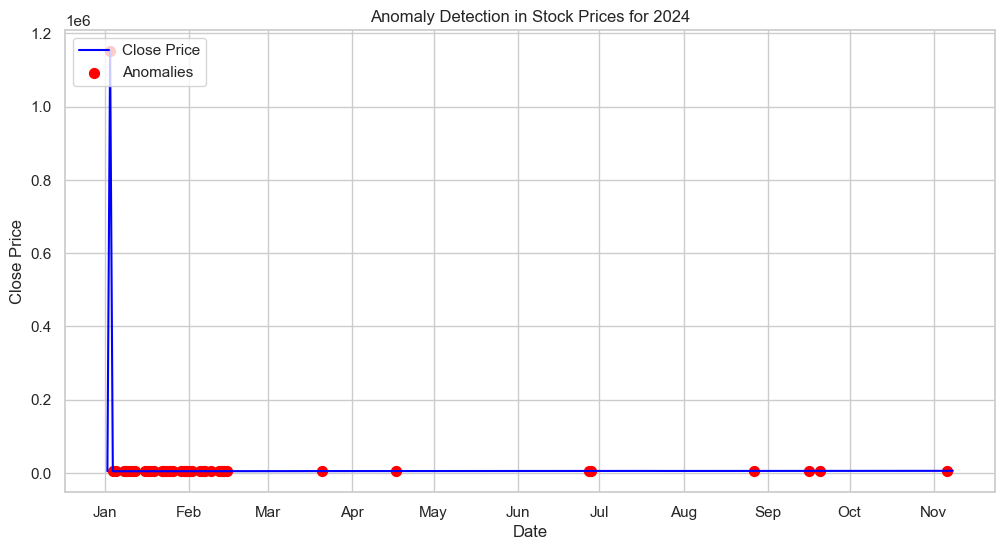 Anomaly Detection in Stock Prices for 2024
1e6
1.2
1.0
0.8
0.6
0.4
0.2
0.0
Close Price
Close Price
Anomalies
Jan Feb Mar Apr May Jun Jul Aug Sep Oct Nov
Date